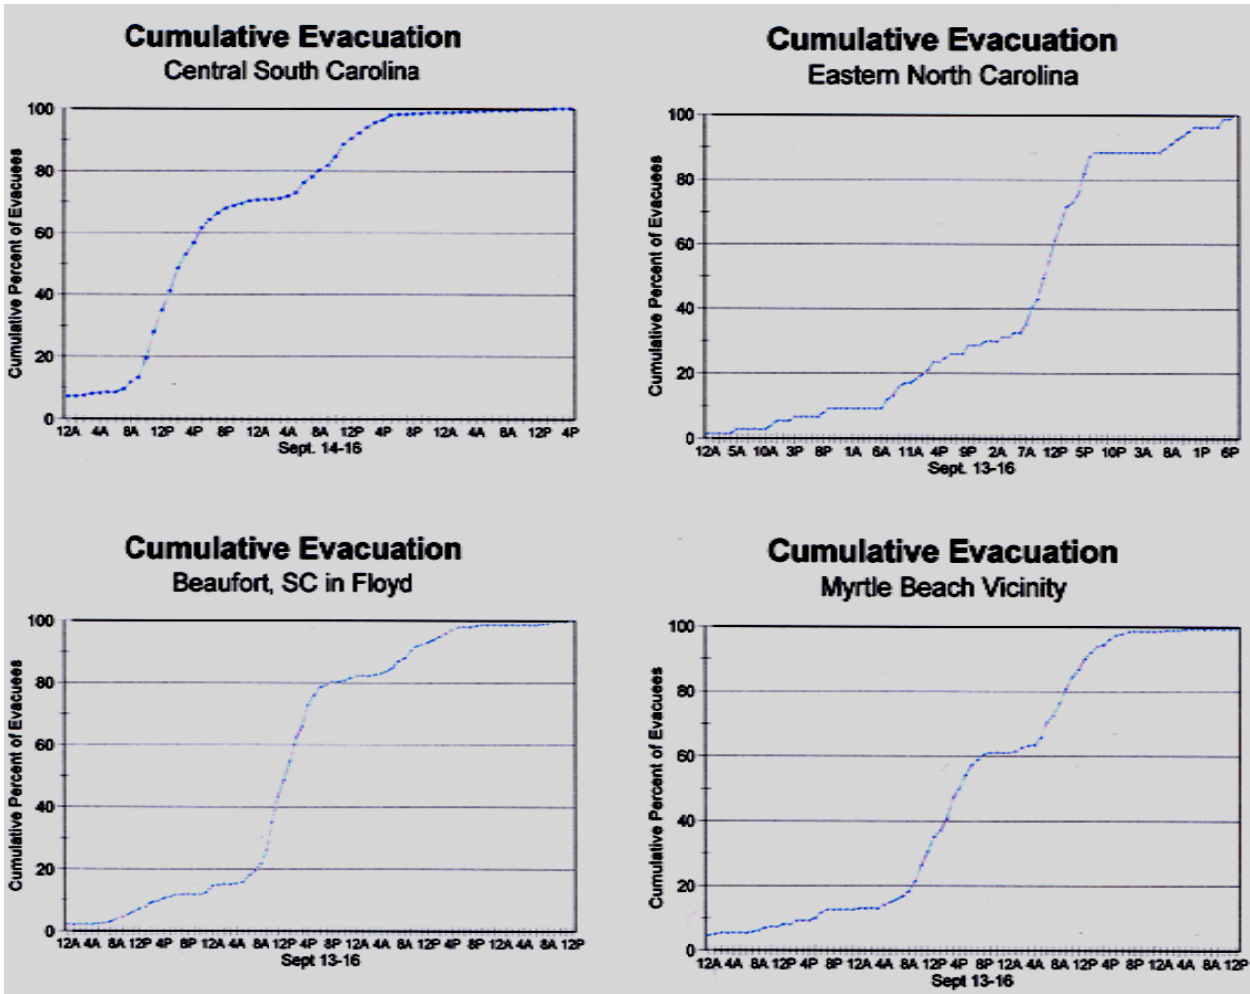 Cumulative Evacuation
Central South Carolina
Cumulative Percent of Evacuees
100
80
60
40
20
0
12A 4A 8A 12P 4P 8P 12A 4A 8A 12P 4P 12A 4A 8A 12P 4P
Sept. 14-16
Cumulative Evacuation
Eastern North Carolina
Cumulative Percent of Evacuees
100
80
60
40
20
0
12A 5A 10A 3P 8P 1A 6A 11A 4P 9P 2A 7A 12P 5P 10P 3A 8A 1P 6P
Sept. 13-16
Cumulative Evacuation
Beaufort, SC in Floyd
Cumulative Percent of Evacuees
100
80
60
40
20
0
12A 4A 8A 12P 4P 8P 12A 4A 8A 12P 4P 8P 12A 4A 8A 12P 4P 8P 12A 4A 8A 12P
Sept 13-16
Cumulative Evacuation
Myrtle Beach Vicinity
Cumulative Percent of Evacuees
100
80
60
40
20
0
12A 4A 8A 12P 4P 8P 12A 4A 8A 12P 4P 8P 12A 4A 8A 12P 4P 8P 12A 4A 8A 12P
Sept 13-16